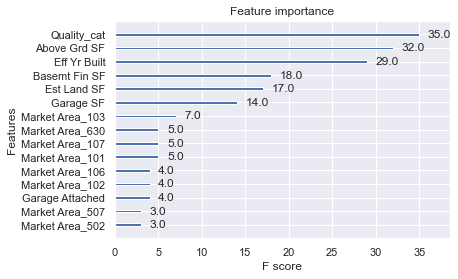 Feature importance
Quality_cat 35.0
Above Grd SF 32.0
Eff Yr Built 29.0
Basemt Fin SF 18.0
Est Land SF 17.0
Garage SF 14.0
Market Area_103 7.0
Market Area_630 5.0
Market Area_107 5.0
Market Area_101 5.0
Market Area_106 4.0
Market Area_102 4.0
Garage Attached 4.0
Market Area_507 3.0
Market Area_502 3.0
Features
0 5 10 15 20 25 30 35
F score